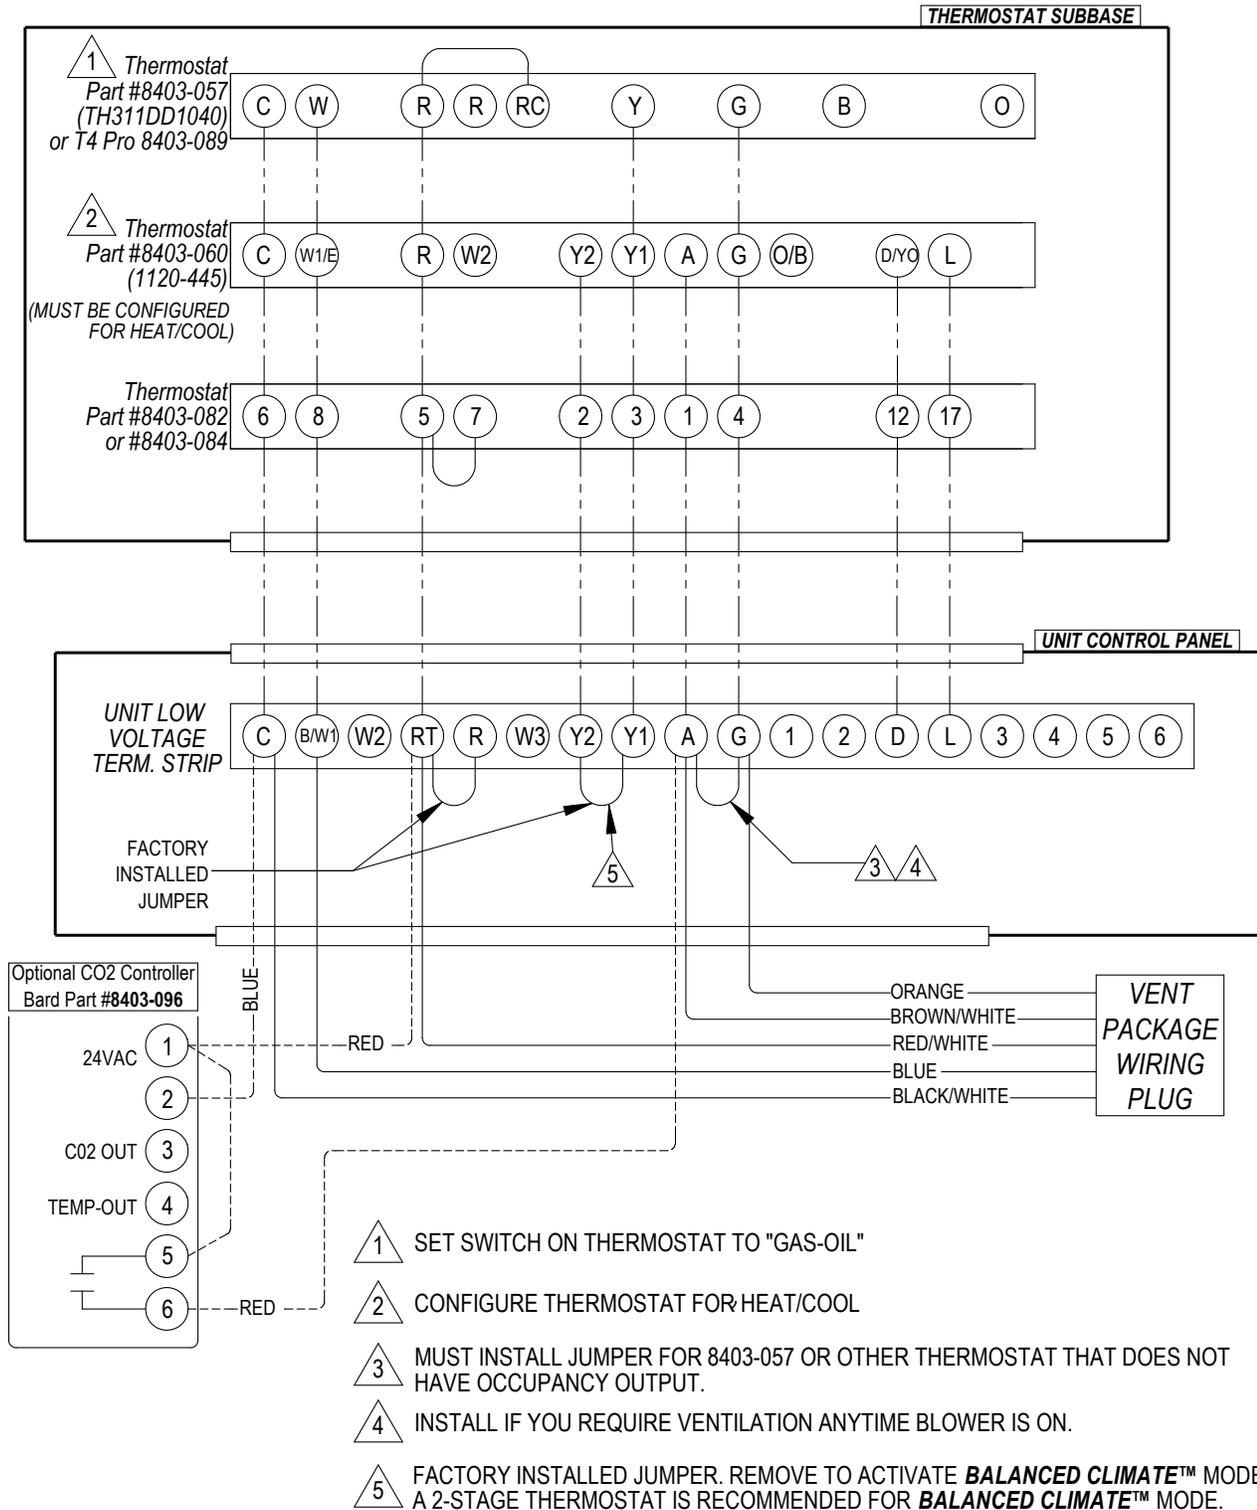 THERMOSTAT SUBBASE
1 Thermostat
Part #8403-057
(TH311DD1040)
or T4 Pro 8403-089
C W R R RC Y G B O
2 Thermostat
Part #8403-060
(1120-445)
(MUST BE CONFIGURED
FOR HEAT/COOL)
C W1/E R W2 Y2 Y1 A G O/B D/YO L
Thermostat
Part #8403-082
or #8403-084
6 8 5 7 2 3 1 4 12 17
UNIT CONTROL PANEL
UNIT LOW
VOLTAGE
TERM. STRIP
C B/W1 W2 RT R W3 Y2 Y1 A G 1 2 D L 3 4 5 6
FACTORY
INSTALLED
JUMPER
5
3 4
Optional CO2 Controller
Bard Part #8403-096
BLUE
24VAC 1
2
C02 OUT 3
TEMP-OUT 4
5
6
RED
RED
ORANGE
BROWN/WHITE
RED/WHITE
BLUE
BLACK/WHITE
VENT
PACKAGE
WIRING
PLUG
1 SET SWITCH ON THERMOSTAT TO "GAS-OIL"
2 CONFIGURE THERMOSTAT FOR HEAT/COOL
3 MUST INSTALL JUMPER FOR 8403-057 OR OTHER THERMOSTAT THAT DOES NOT
HAVE OCCUPANCY OUTPUT.
4 INSTALL IF YOU REQUIRE VENTILATION ANYTIME BLOWER IS ON.
5 FACTORY INSTALLED JUMPER. REMOVE TO ACTIVATE BALANCED CLIMATE™ MODE
A 2-STAGE THERMOSTAT IS RECOMMENDED FOR BALANCED CLIMATE™ MODE.